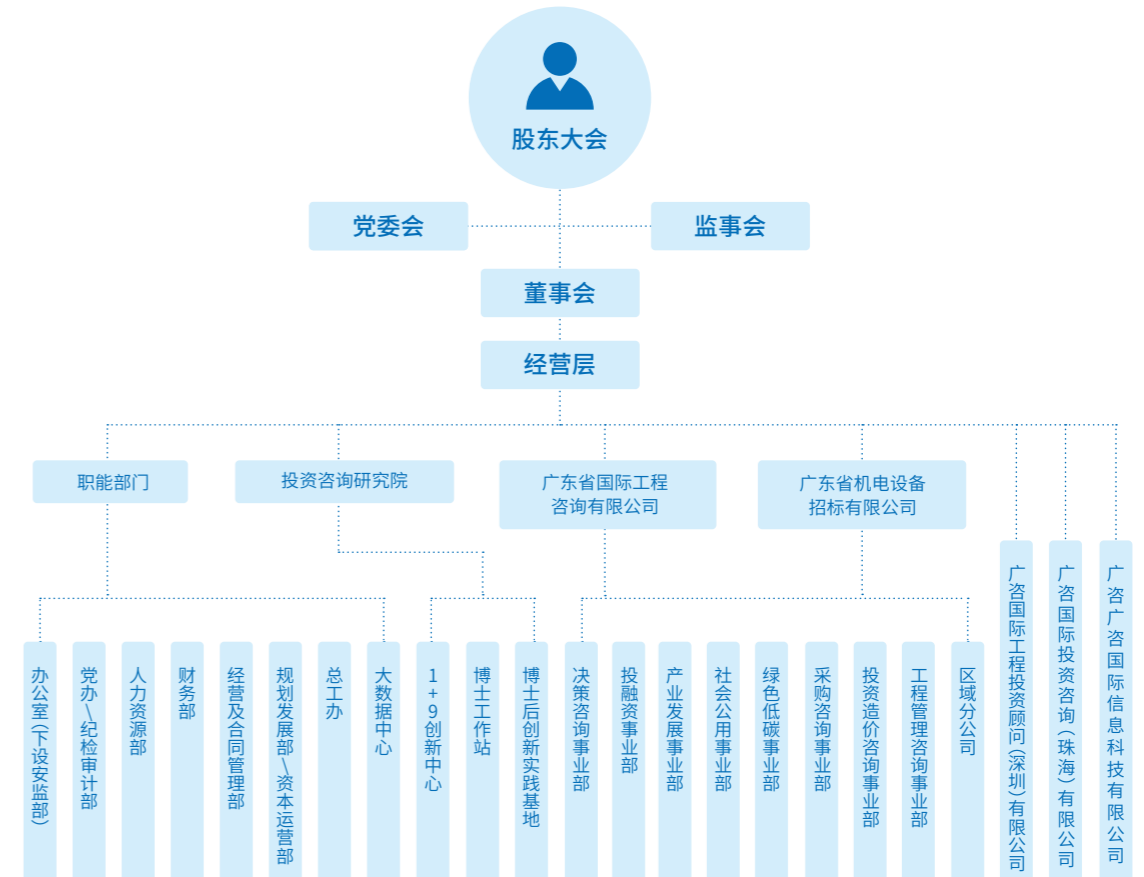 股东大会
党委会
监事会
董事会
经营层
职能部门
投资咨询研究院
广东省国际工程
咨询有限公司
广东省机电设备
招标有限公司
办公室（下设安监部）
党办\纪检审计部
人力资源部
财务部
经营及合同管理部
规划发展部\资本运营部
总工办
大数据中心
1+9创新中心
博士工作站
博士后创新实践基地
决策咨询事业部
投融资事业部
产业发展事业部
社会公用事业部
绿色低碳事业部
采购咨询事业部
投资造价咨询事业部
工程管理咨询事业部
区域分公司
广咨国际工程投资顾问（深圳）有限公司
广咨国际投资咨询（珠海）有限公司
广咨广咨国际信息科技有限公司